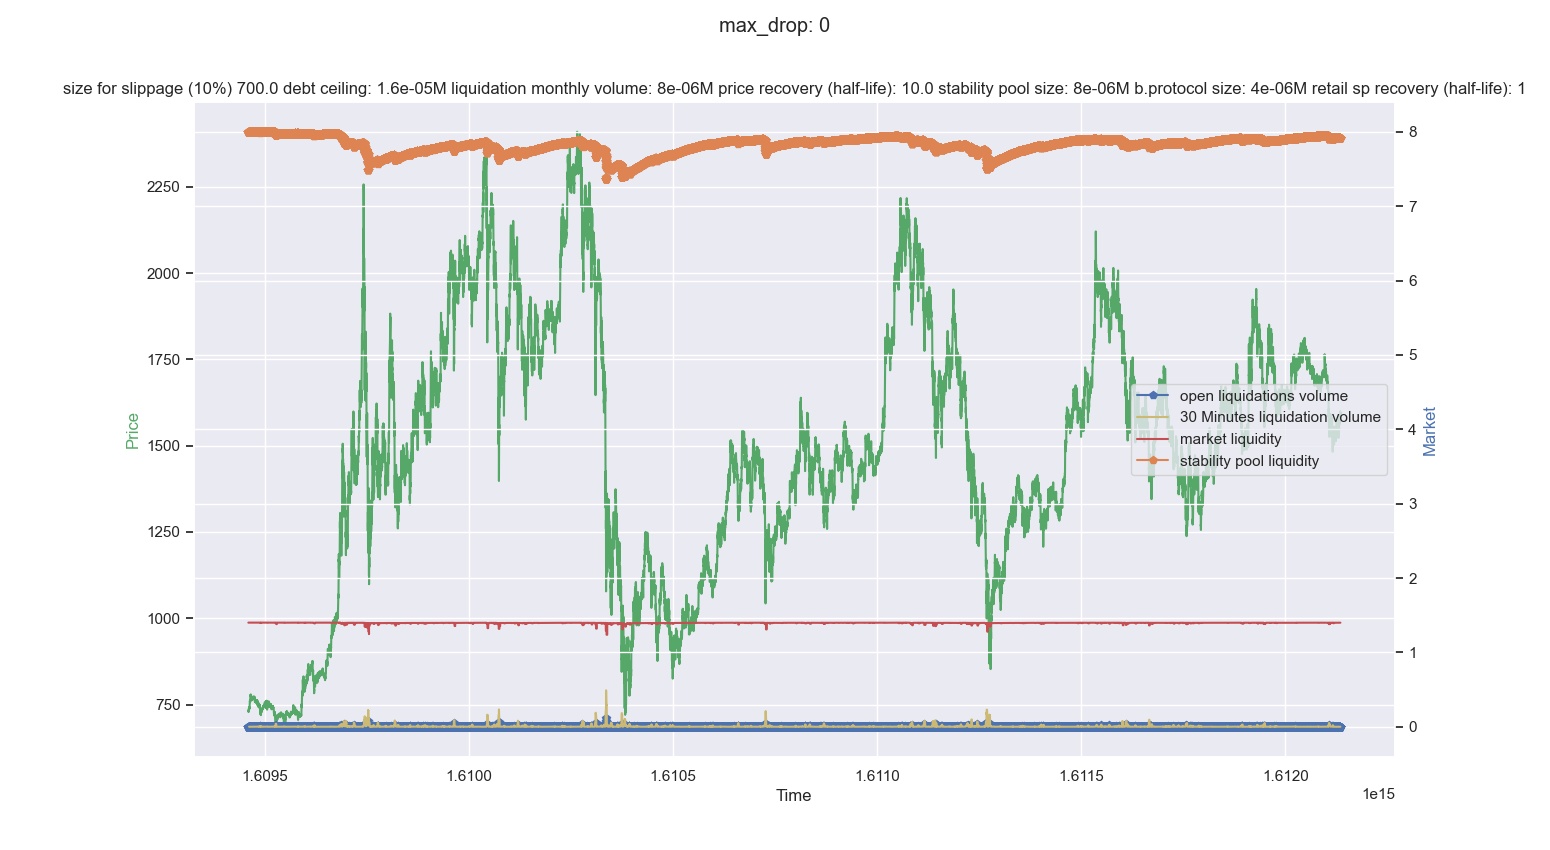 max_drop: 0
size for slippage (10%) 700.0 debt ceiling: 1.6e-05M liquidation monthly volume: 8e-06M price recovery (half-life): 10.0 stability pool size: 8e-06M b.protocol size: 4e-06M retail sp recovery (half-life): 1
2250
2000
1750
1500
1250
1000
750
Price
8
7
6
5
4
3
2
1
0
Market
open liquidations volume
30 Minutes liquidation volume
market liquidity
stability pool liquidity
1.6095
1.6100
1.6105
1.6110
1.6115
1.6120
1e15
Time